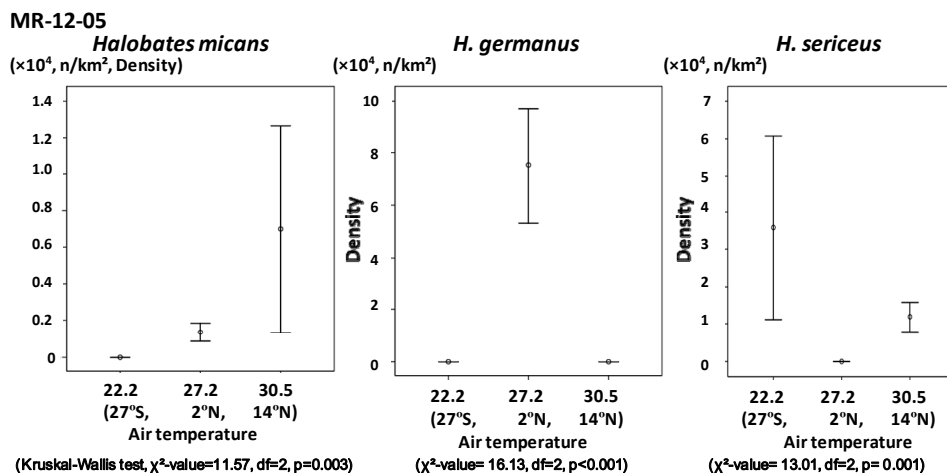 MR-12-05
Halobates micans
(×10⁴, n/km², Density)
1.4
1.2
1.0
0.8
0.6
0.4
0.2
0
22.2 27.2 30.5
(27°S, 2°N, 14°N)
Air temperature
(Kruskal-Wallis test, χ²-value=11.57, df=2, p=0.003)
H. germanus
(×10⁴, n/km²)
Density
10
8
6
4
2
0
22.2 27.2 30.5
(27°S, 2°N, 14°N)
Air temperature
(χ²-value= 16.13, df=2, p<0.001)
H. sericeus
(×10⁴, n/km²)
Density
7
6
5
4
3
2
1
0
22.2 27.2 30.5
(27°S, 2°N, 14°N)
Air temperature
(χ²-value= 13.01, df=2, p= 0.001)